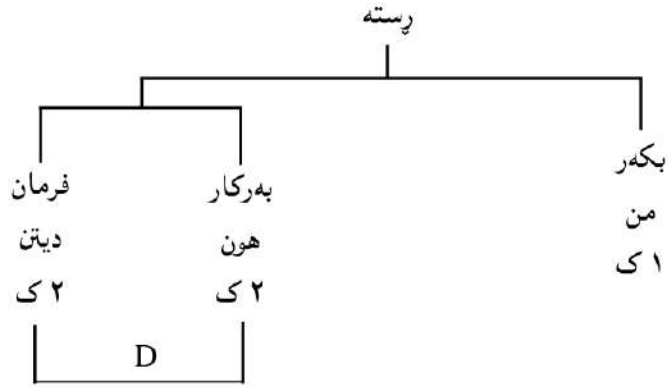 ڕستە
بکەر
من
١ ک
بەرکار
هون
٢ ک
فرمان
دیتن
٢ ک
D